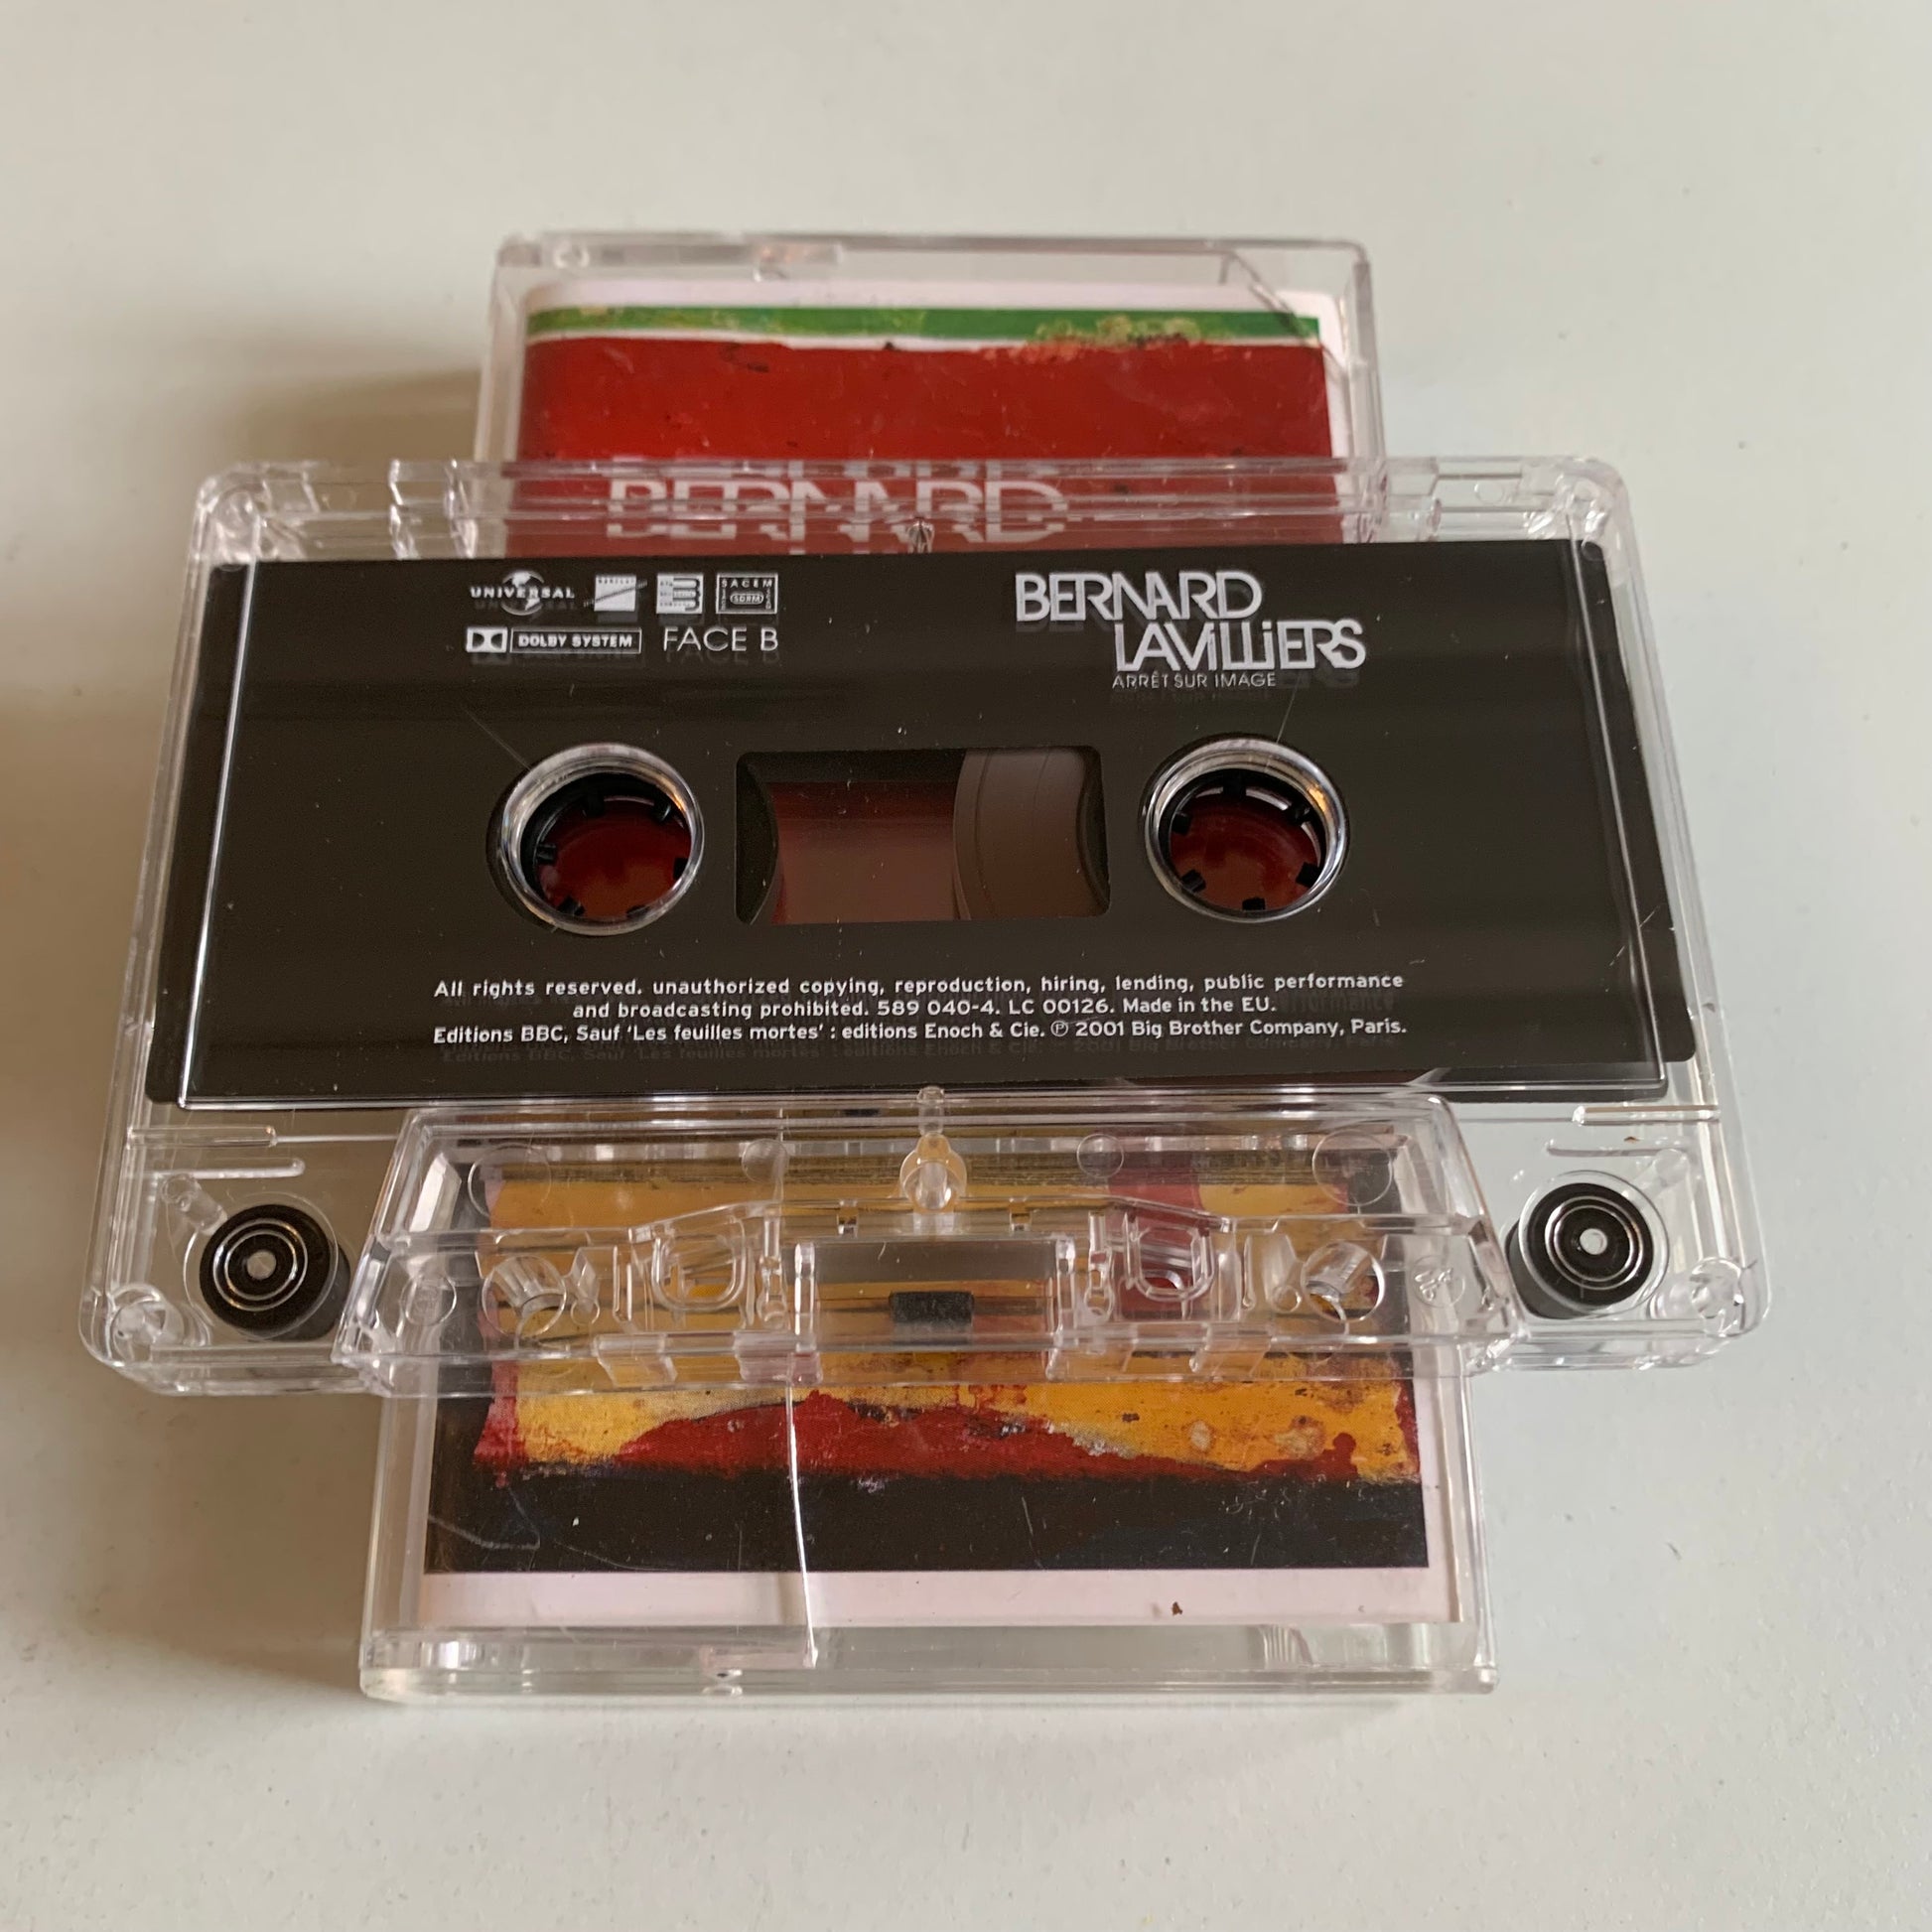 BERNARD
UNIVERSAL
SACEM
SDRM
DOLBY SYSTEM
FACE B
BERNARD
LAVILLiERS
ARRÊT SUR IMAGE
All rights reserved. unauthorized copying, reproduction, hiring, lending, public performance
and broadcasting prohibited. 589 040-4. LC 00126. Made in the EU.
Editions BBC, Sauf 'Les feuilles mortes' : editions Enoch & Cie. ℗ 2001 Big Brother Company, Paris.